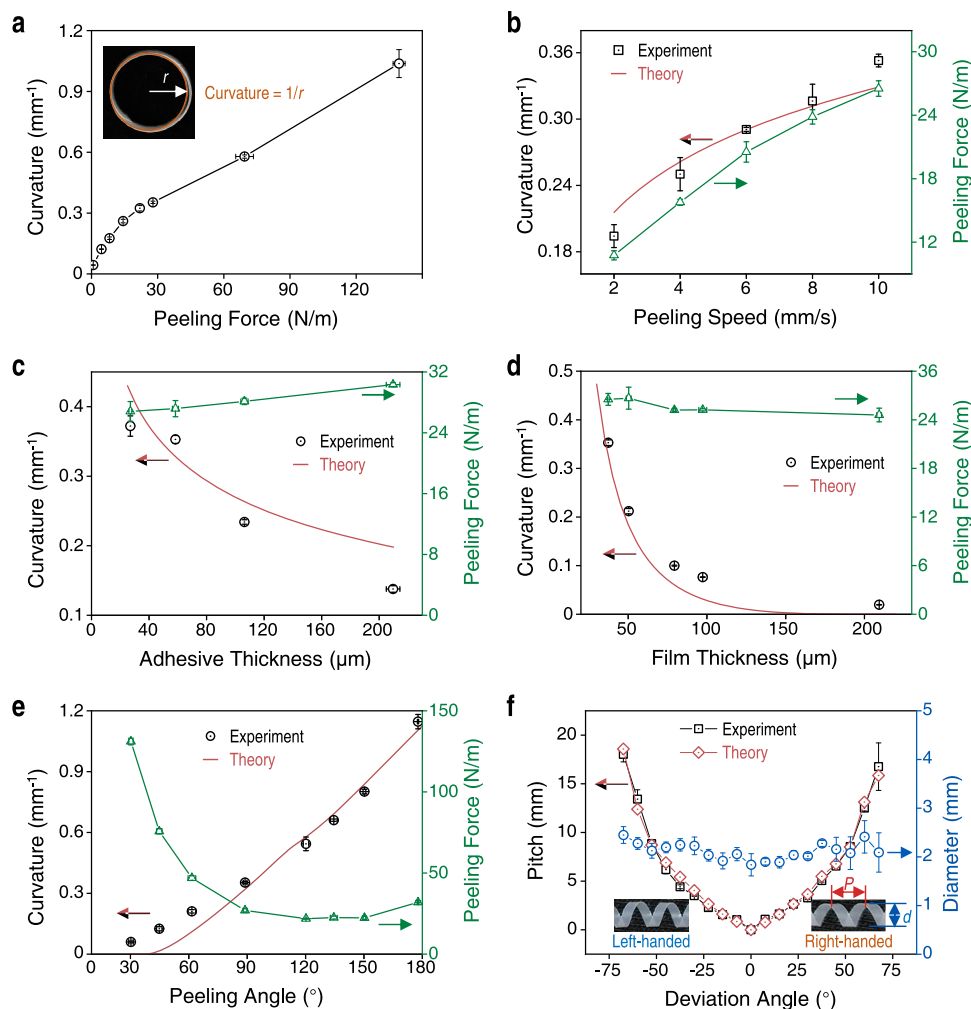 a
1.2
0.9
0.6
0.3
0
0
30
60
90
120
Curvature (mm⁻¹)
Peeling Force (N/m)
r
Curvature = 1/r
b
0.36
0.30
0.24
0.18
30
24
18
12
2
4
6
8
10
Curvature (mm⁻¹)
Peeling Speed (mm/s)
Peeling Force (N/m)
Experiment
Theory
c
0.4
0.3
0.2
0.1
32
24
16
8
0
0
40
80
120
160
200
Curvature (mm⁻¹)
Adhesive Thickness (μm)
Peeling Force (N/m)
Experiment
Theory
d
0.5
0.4
0.3
0.2
0.1
0
36
24
12
0
50
100
150
200
Curvature (mm⁻¹)
Film Thickness (μm)
Peeling Force (N/m)
Experiment
Theory
e
1.2
0.9
0.6
0.3
0
150
100
50
0
30
60
90
120
150
180
Curvature (mm⁻¹)
Peeling Angle (°)
Peeling Force (N/m)
Experiment
Theory
f
20
15
10
5
0
5
4
3
2
1
0
-75
-50
-25
0
25
50
75
Pitch (mm)
Deviation Angle (°)
Diameter (mm)
Experiment
Theory
P
d
Left-handed
Right-handed